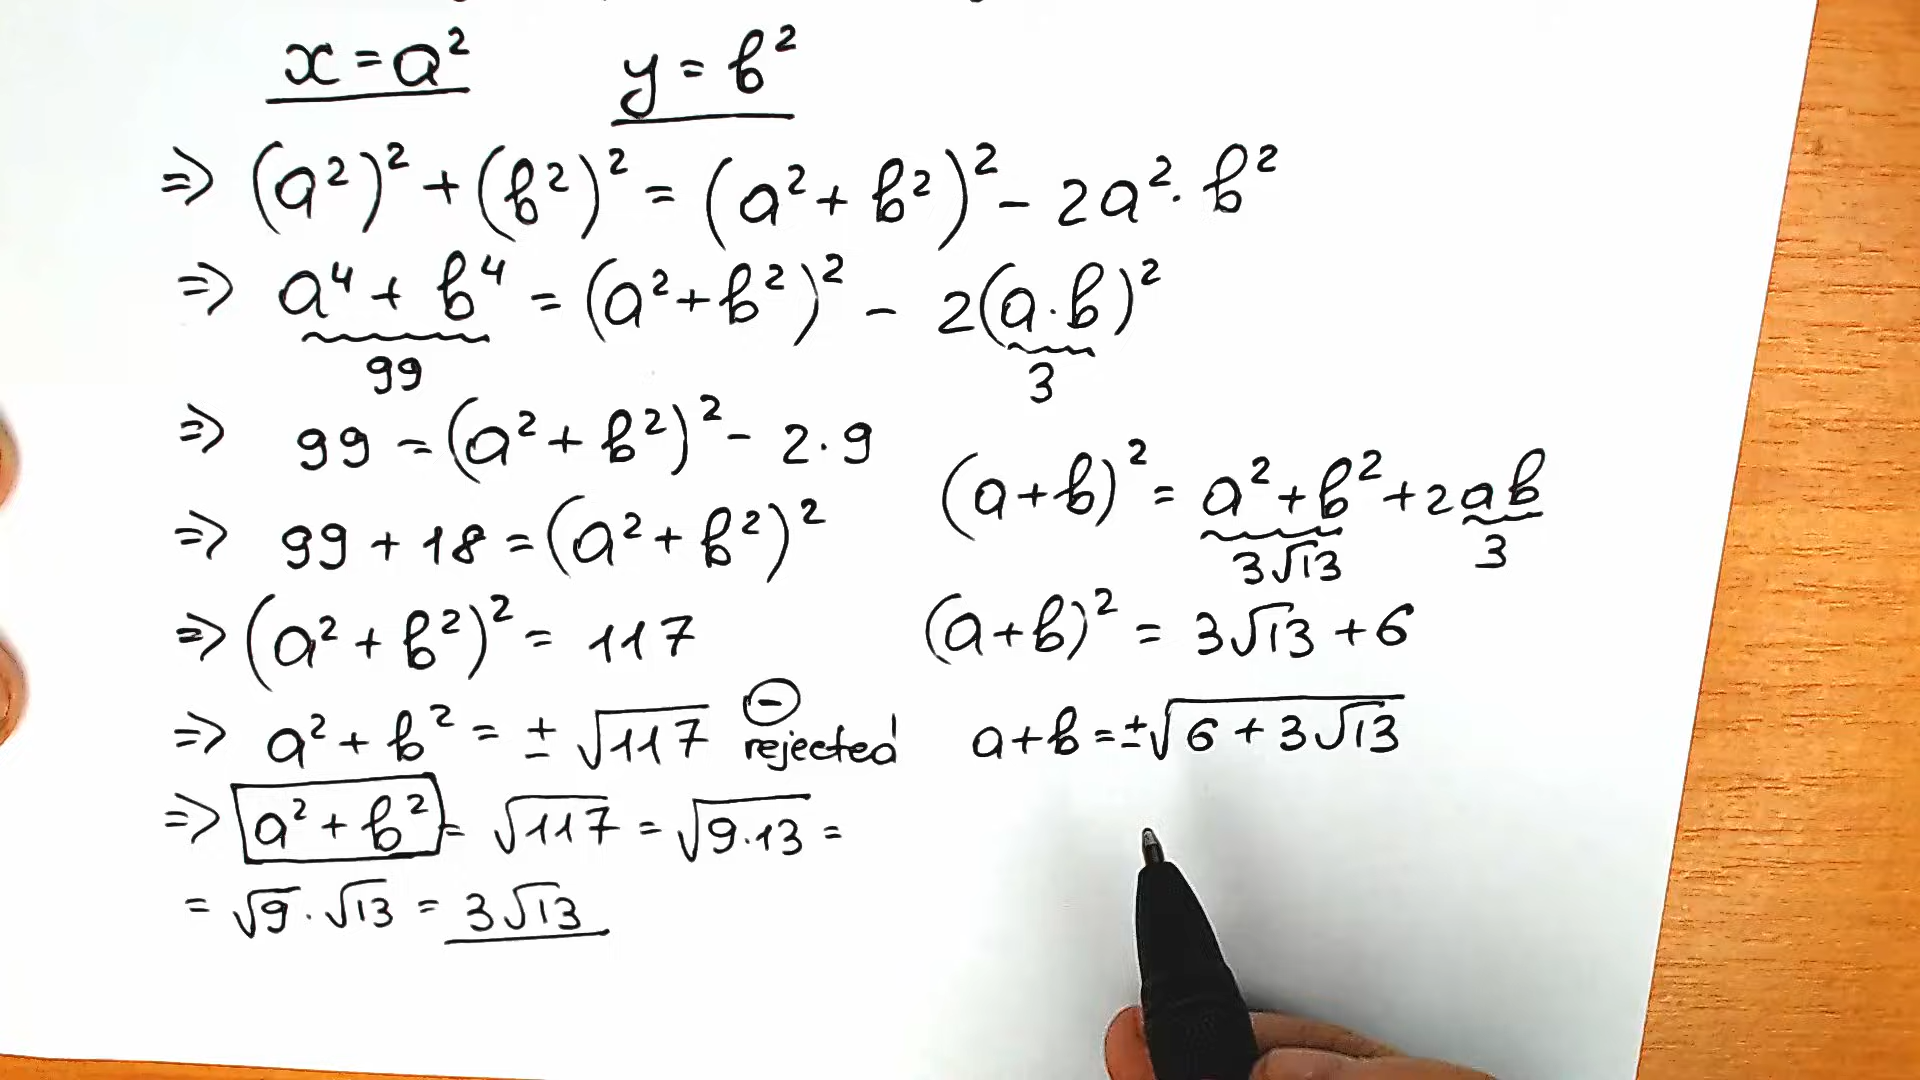 x = a²   y = b²
⇒ (a²)² + (b²)² = (a² + b²)² - 2a² · b²
⇒ a⁴ + b⁴ = (a² + b²)² - 2(a · b)²
99   3
⇒ 99 = (a² + b²)² - 2 · 9
⇒ 99 + 18 = (a² + b²)²
⇒ (a² + b²)² = 117
⇒ a² + b² = ± √117 ⊖ rejected
⇒ a² + b² = √117 = √9·13 =
= √9 · √13 = 3√13
(a + b)² = a² + b² + 2ab
3√13   3
(a + b)² = 3√13 + 6
a + b = ±√6 + 3√13